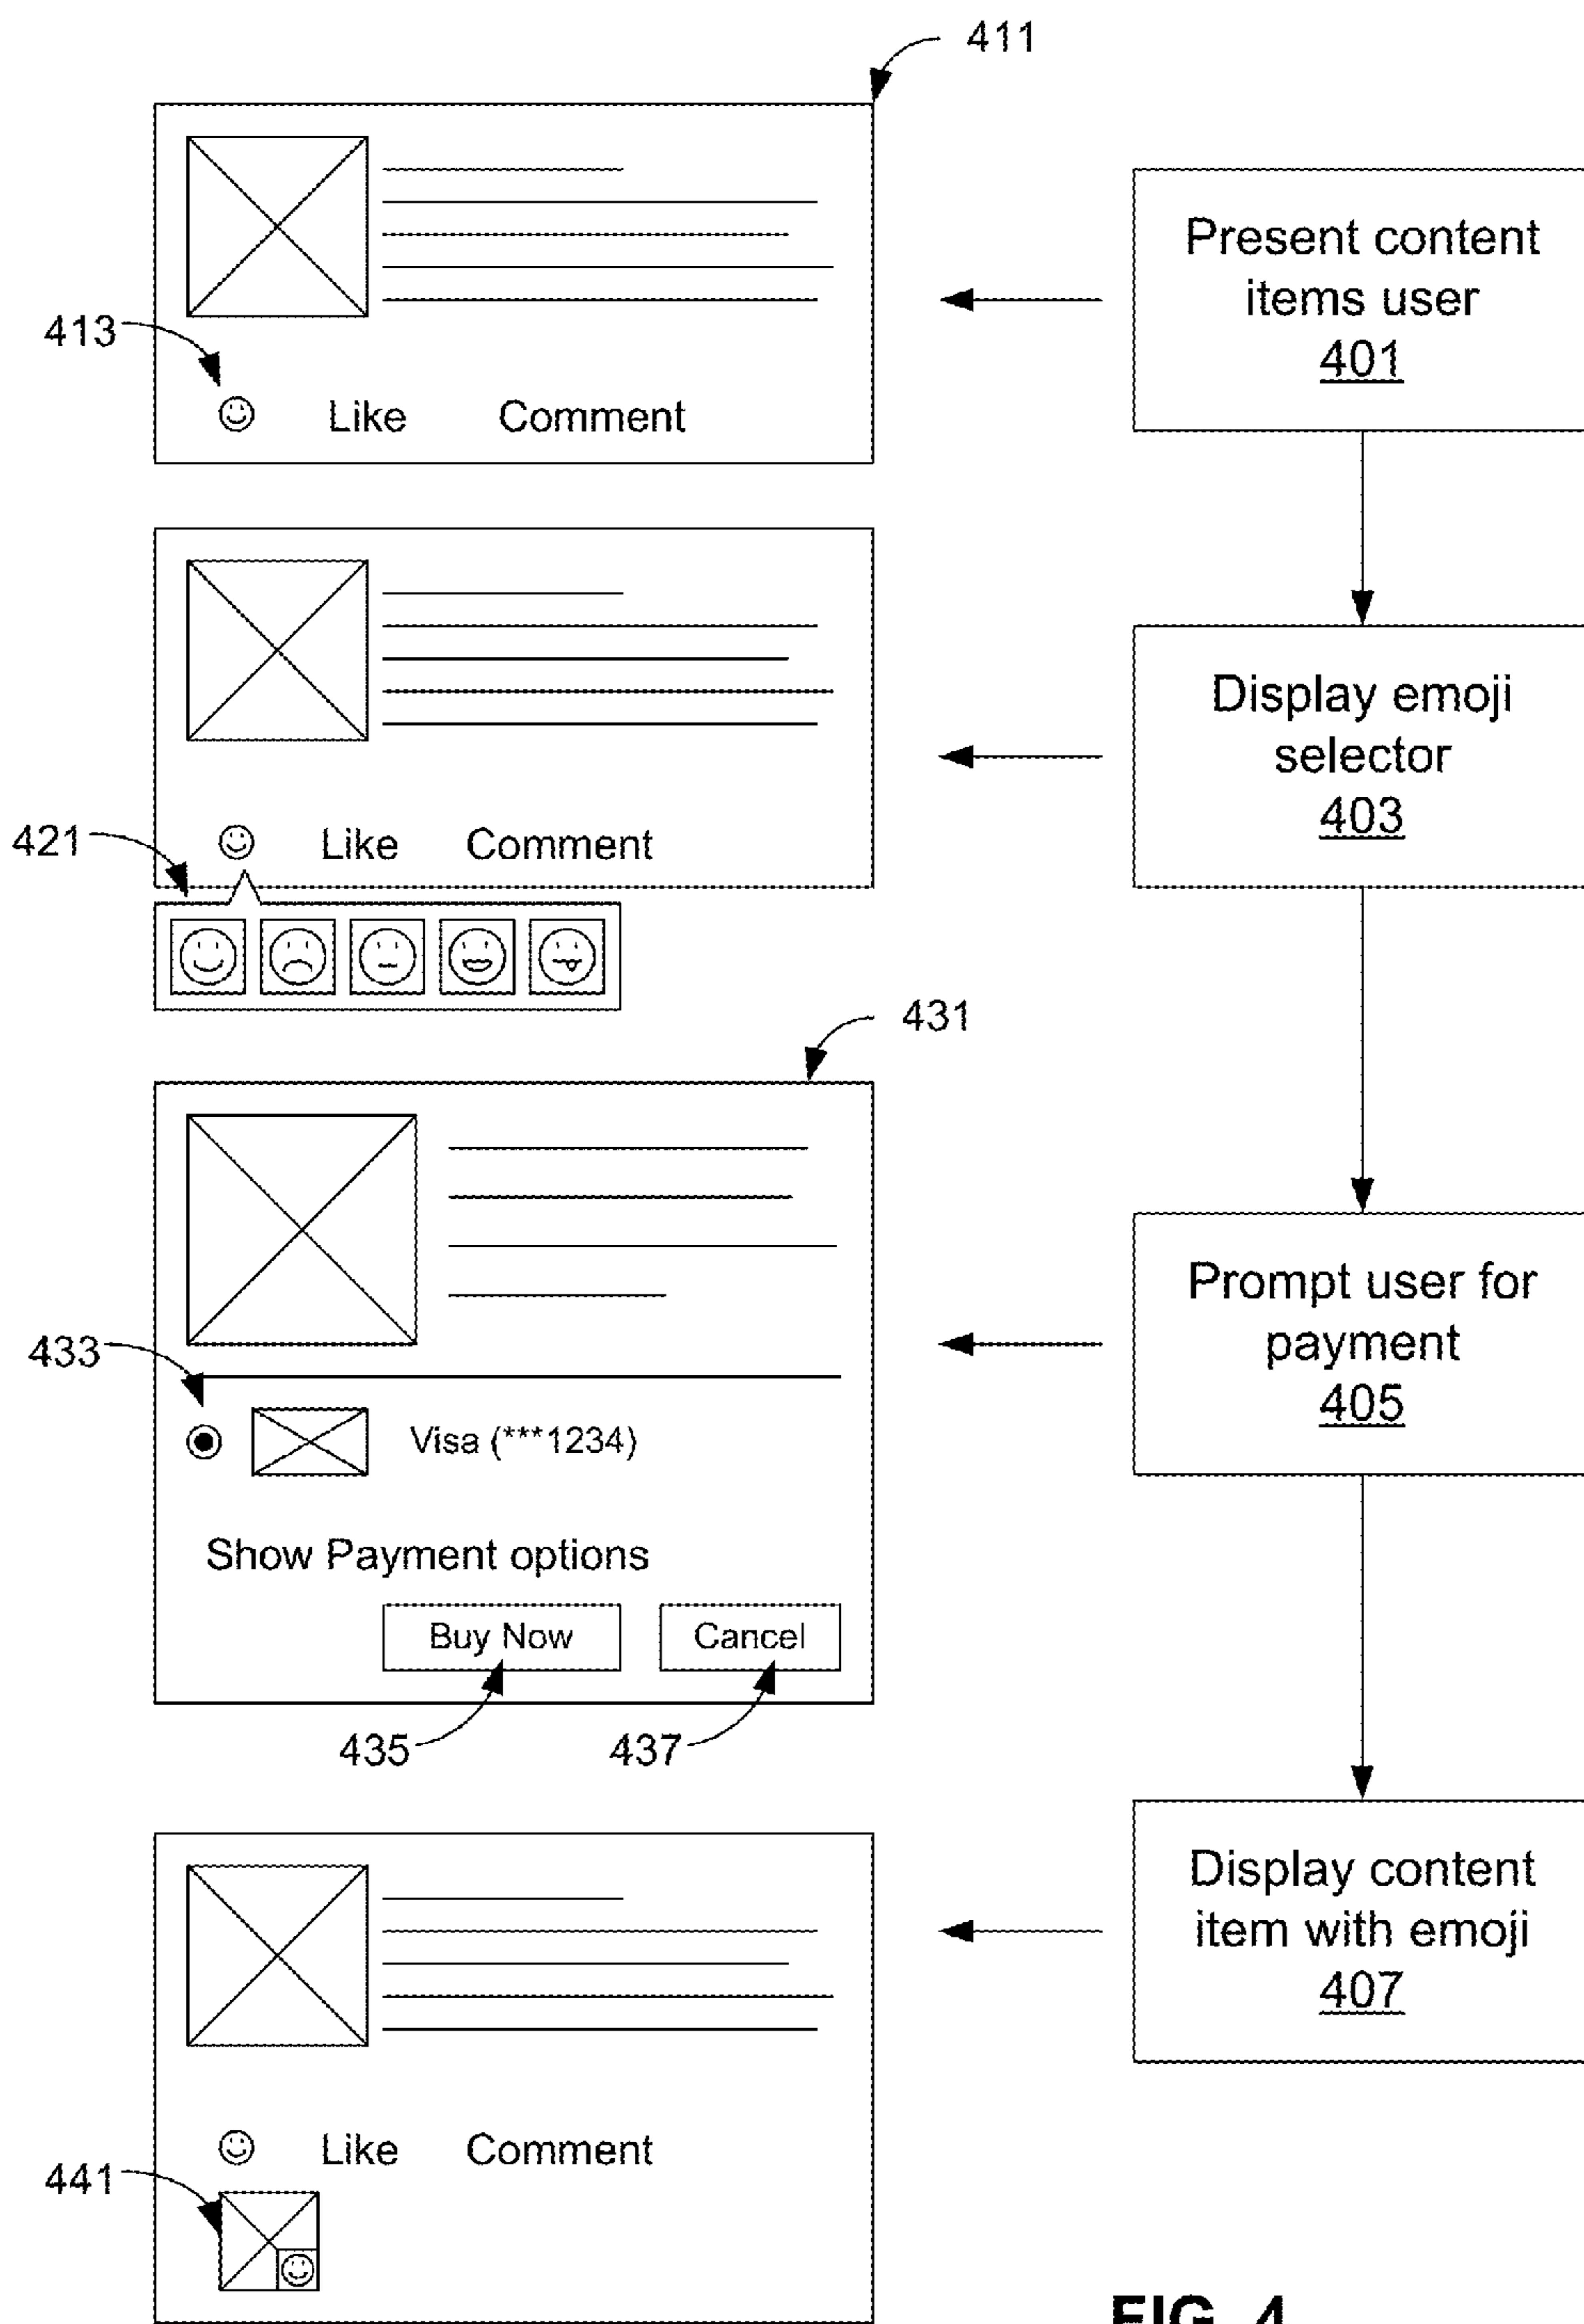 411
Present content
items user
401
413
Like Comment
Display emoji
selector
403
421
Like Comment
431
Prompt user for
payment
405
433
Visa (***1234)
Show Payment options
Buy Now Cancel
435 437
Display content
item with emoji
407
Like Comment
441
FIG. 4